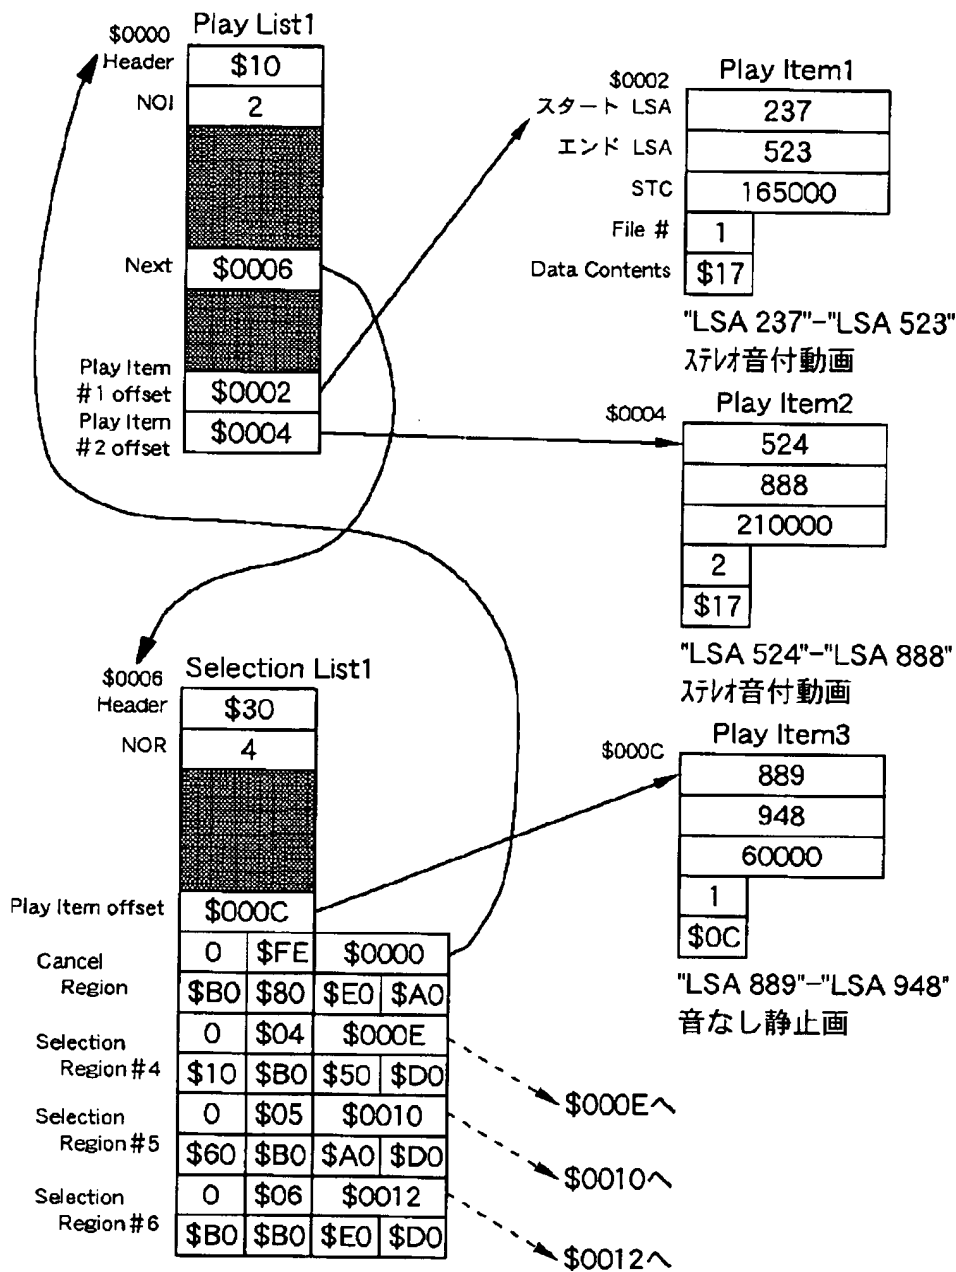 Play List1
$0000
Header
$10
NOI
2
Next
$0006
Play Item
#1 offset
$0002
Play Item
#2 offset
$0004
Play Item1
$0002
スタート LSA
237
エンド LSA
523
STC
165000
File #
1
Data Contents
$17
"LSA 237"-"LSA 523"
ｽﾃﾚｵ音付動画
Play Item2
$0004
524
888
210000
2
$17
"LSA 524"-"LSA 888"
ｽﾃﾚｵ音付動画
Selection List1
$0006
Header
$30
NOR
4
Play Item offset
$000C
Cancel
Region
0 $FE $0000
$B0 $80 $E0 $A0
Selection
Region #4
0 $04 $000E
$10 $B0 $50 $D0
Selection
Region #5
0 $05 $0010
$60 $B0 $A0 $D0
Selection
Region #6
0 $06 $0012
$B0 $B0 $E0 $D0
Play Item3
$000C
889
948
60000
1
$0C
"LSA 889"-"LSA 948"
音なし静止画
$000Eへ
$0010へ
$0012へ